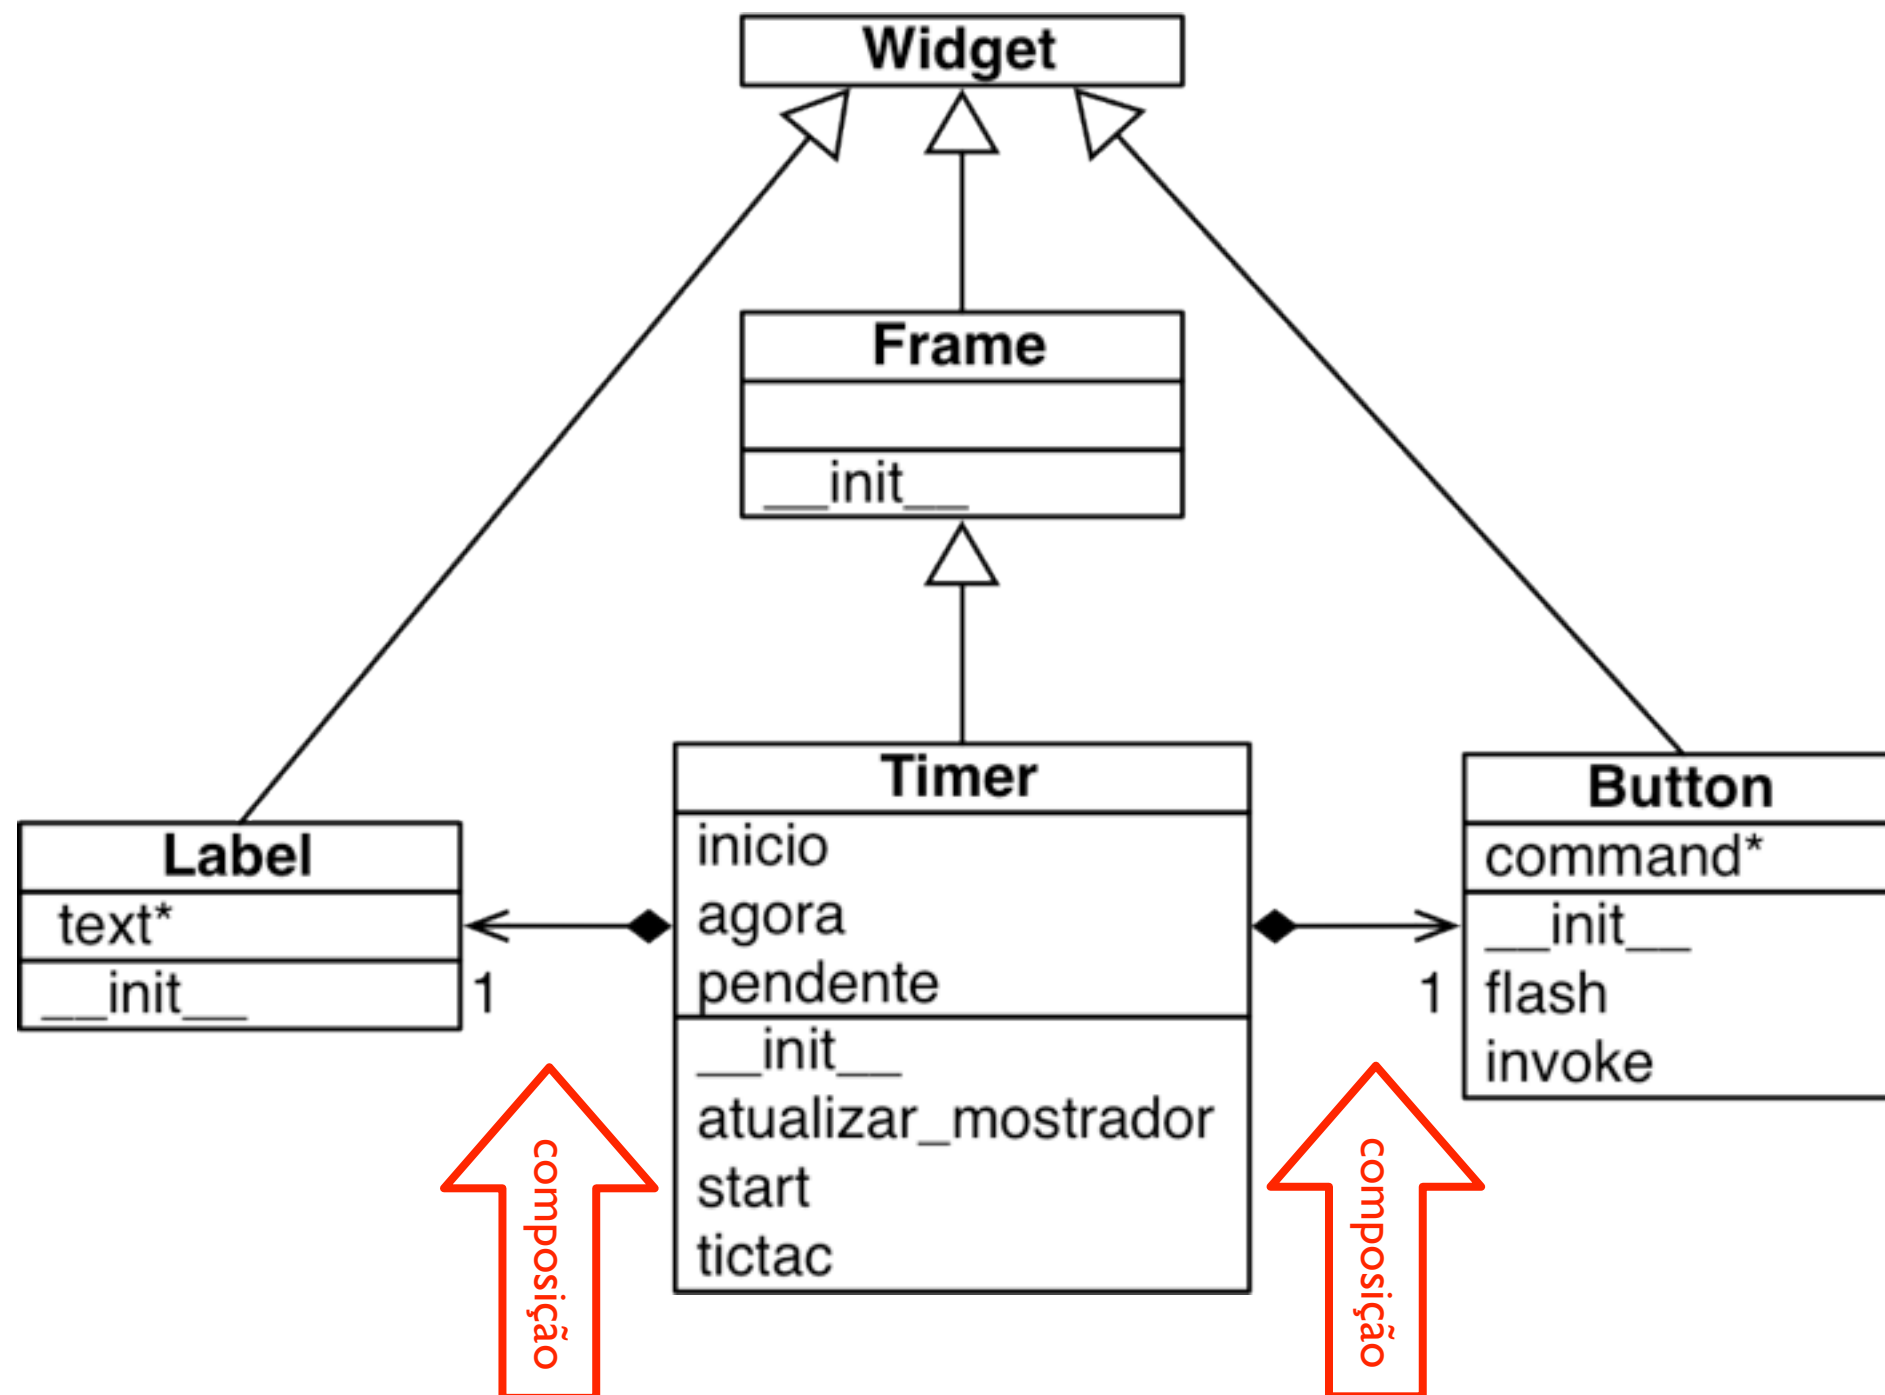 Widget
Frame
__init__
Label
text*
__init__
1
Timer
inicio
agora
pendente
__init__
atualizar_mostrador
start
tictac
Button
command*
__init__
flash
invoke
1
composição
composição